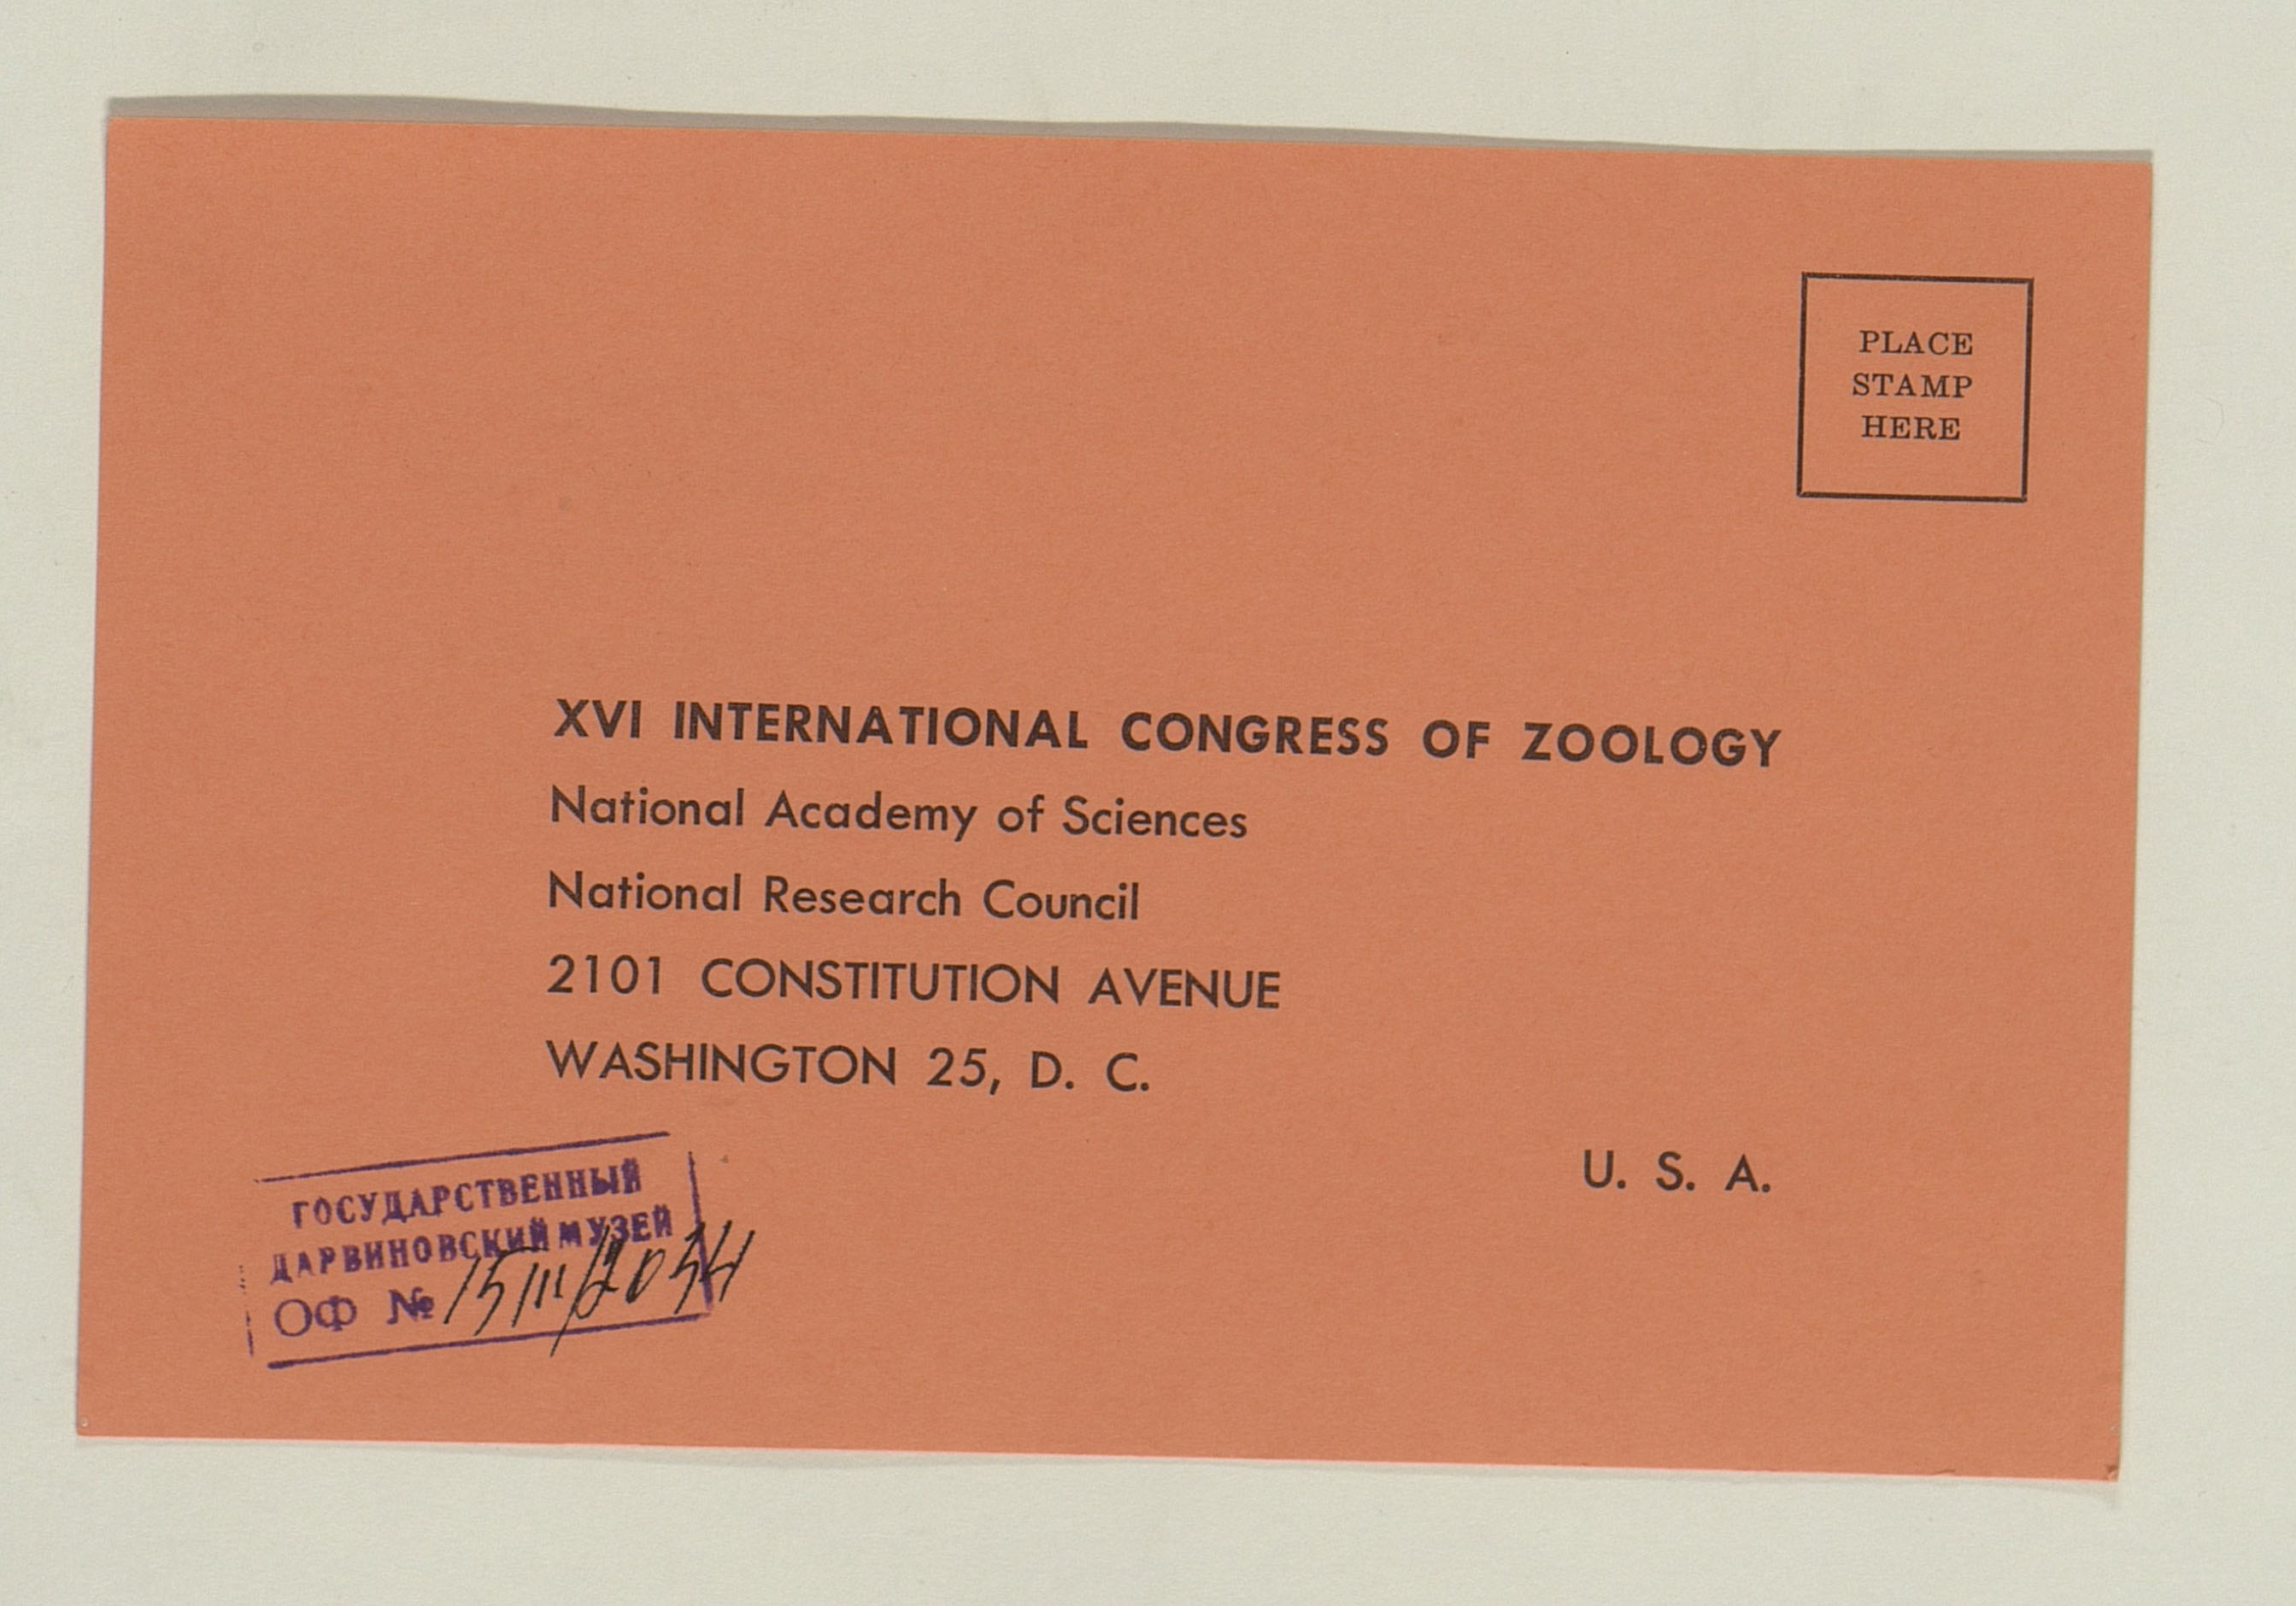 PLACE
STAMP
HERE
XVI INTERNATIONAL CONGRESS OF ZOOLOGY
National Academy of Sciences
National Research Council
2101 CONSTITUTION AVENUE
WASHINGTON 25, D. C.
U. S. A.
ГОСУДАРСТВЕННЫЙ
ДАРВИНОВСКИЙ МУЗЕЙ
ОФ №